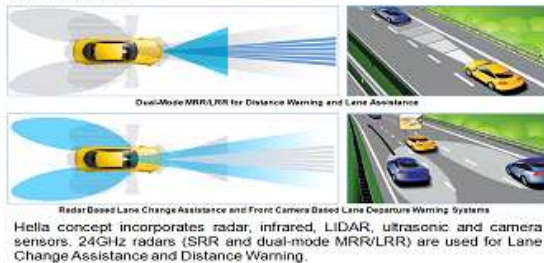 Dual-Mode MRR/LRR for Distance Warning and Lane Assistance
Radar Based Lane Change Assistance and Front Camera Based Lane Departure Warning Systems
Hella concept incorporates radar, infrared, LIDAR, ultrasonic and camera
sensors. 24GHz radars (SRR and dual-mode MRR/LRR) are used for Lane
Change Assistance and Distance Warning.